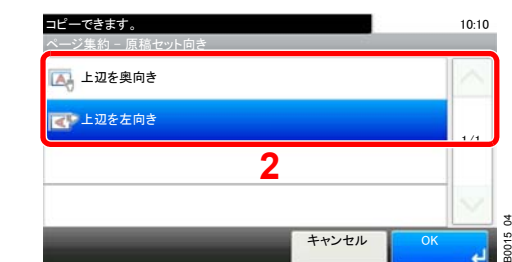 コピーできます。 10:10
ページ集約 - 原稿セット向き
上辺を奥向き
上辺を左向き
1/1
2
キャンセル OK
B0015_04